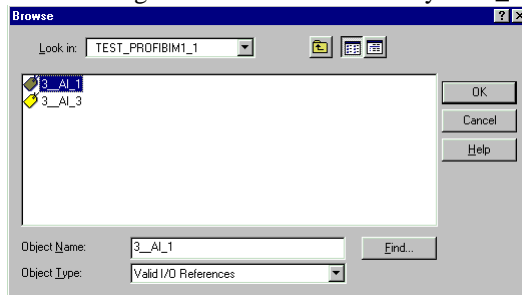 Browse
Look in: TEST_PROFIBIM1_1
3__AI_1
3__AI_3
OK
Cancel
Help
Object Name: 3__AI_1
Find...
Object Type: Valid I/O References